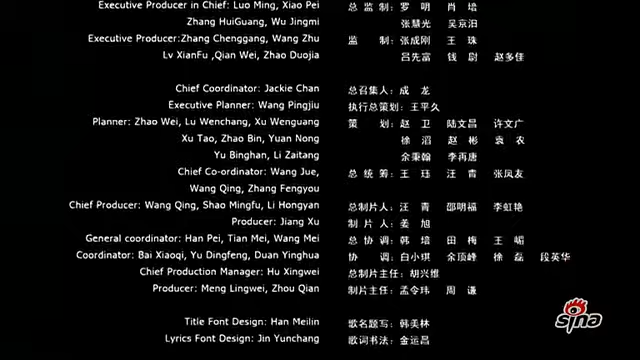 Executive Producer in Chief: Luo Ming, Xiao Pei 总 监 制： 罗 明 肖 培
Zhang HuiGuang, Wu Jingmi 张慧光 吴京汨
Executive Producer:Zhang Chenggang, Wang Zhu 监 制： 张成刚 王 珠
Lv XianFu ,Qian Wei, Zhao Duojia 吕先富 钱 蔚 赵多佳
Chief Coordinator: Jackie Chan 总召集人： 成 龙
Executive Planner: Wang Pingjiu 执行总策划： 王平久
Planner: Zhao Wei, Lu Wenchang, Xu Wenguang 策 划： 赵 卫 陆文昌 许文广
Xu Tao, Zhao Bin, Yuan Nong 徐 滔 赵 彬 袁 农
Yu Binghan, Li Zaitang 余秉翰 李再唐
Chief Co-ordinator: Wang Jue, 总 统 筹： 王 珏 汪 青 张凤友
Wang Qing, Zhang Fengyou
Chief Producer: Wang Qing, Shao Mingfu, Li Hongyan 总制片人： 汪 青 邵明福 李虹艳
Producer: Jiang Xu 制 片 人： 姜 旭
General coordinator: Han Pei, Tian Mei, Wang Mei 总 协 调： 韩 培 田 梅 王 嵋
Coordinator: Bai Xiaoqi, Yu Dingfeng, Duan Yinghua 协 调： 白小琪 余顶峰 徐 磊 段英华
Chief Production Manager: Hu Xingwei 总制片主任： 胡兴维
Producer: Meng Lingwei, Zhou Qian 制片主任： 孟令玮 周 谦
Title Font Design: Han Meilin 歌名题写： 韩美林
Lyrics Font Design: Jin Yunchang 歌词书法： 金运昌
sina